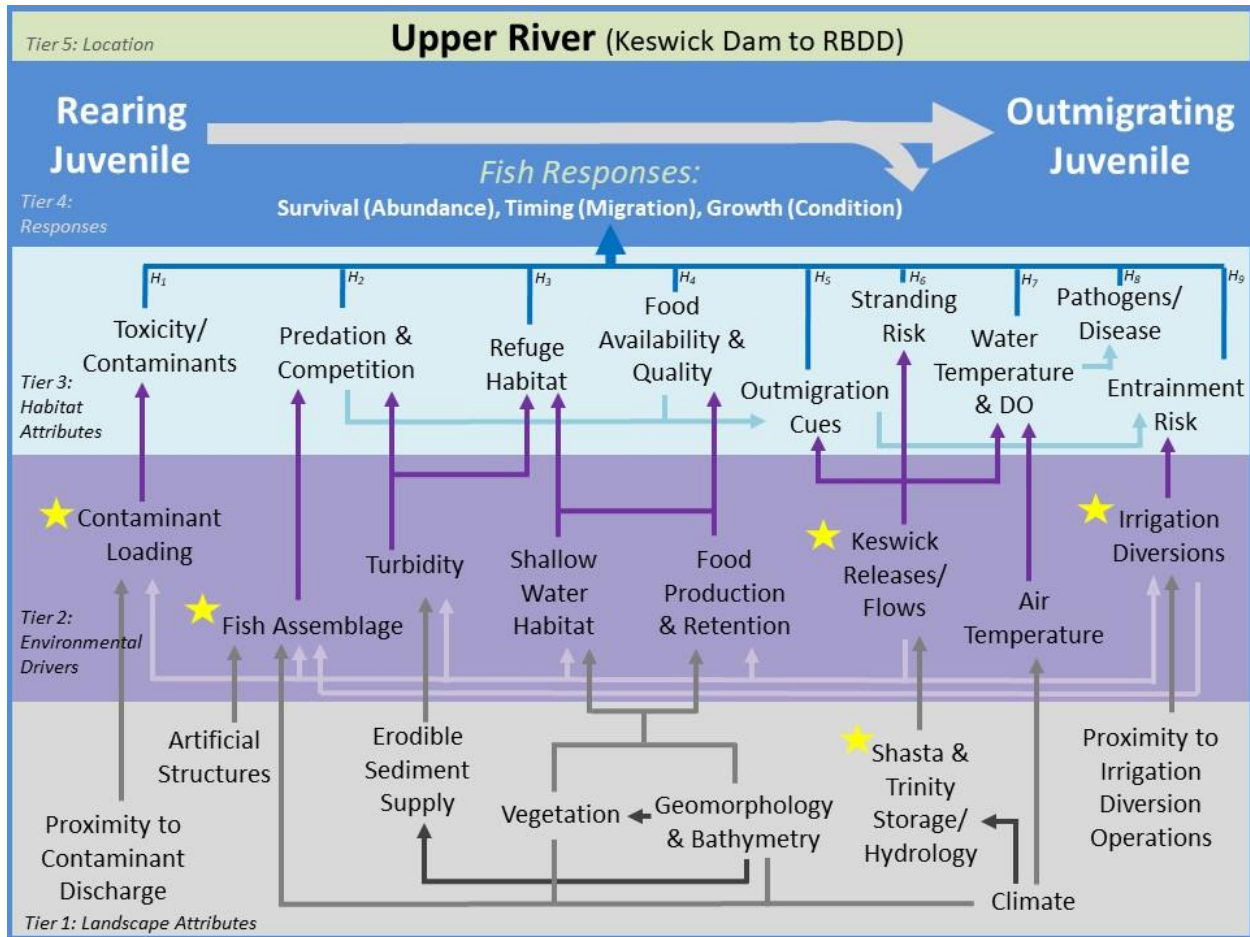 Tier 5: Location
Upper River (Keswick Dam to RBDD)
Rearing
Juvenile
Outmigrating
Juvenile
Fish Responses:
Survival (Abundance), Timing (Migration), Growth (Condition)
Tier 4:
Responses
H1
H2
H3
H4
H5
H6
H7
H8
H9
Toxicity/
Contaminants
Predation &
Competition
Refuge
Habitat
Food
Availability &
Quality
Outmigration
Cues
Stranding
Risk
Water
Temperature
& DO
Pathogens/
Disease
Entrainment
Risk
Tier 3:
Habitat
Attributes
Contaminant
Loading
Fish Assemblage
Turbidity
Shallow
Water
Habitat
Food
Production
& Retention
Keswick
Releases/
Flows
Air
Temperature
Irrigation
Diversions
Tier 2:
Environmental
Drivers
Proximity to
Contaminant
Discharge
Artificial
Structures
Erodible
Sediment
Supply
Vegetation
Geomorphology
& Bathymetry
Shasta &
Trinity
Storage/
Hydrology
Climate
Proximity to
Irrigation
Diversion
Operations
Tier 1: Landscape Attributes